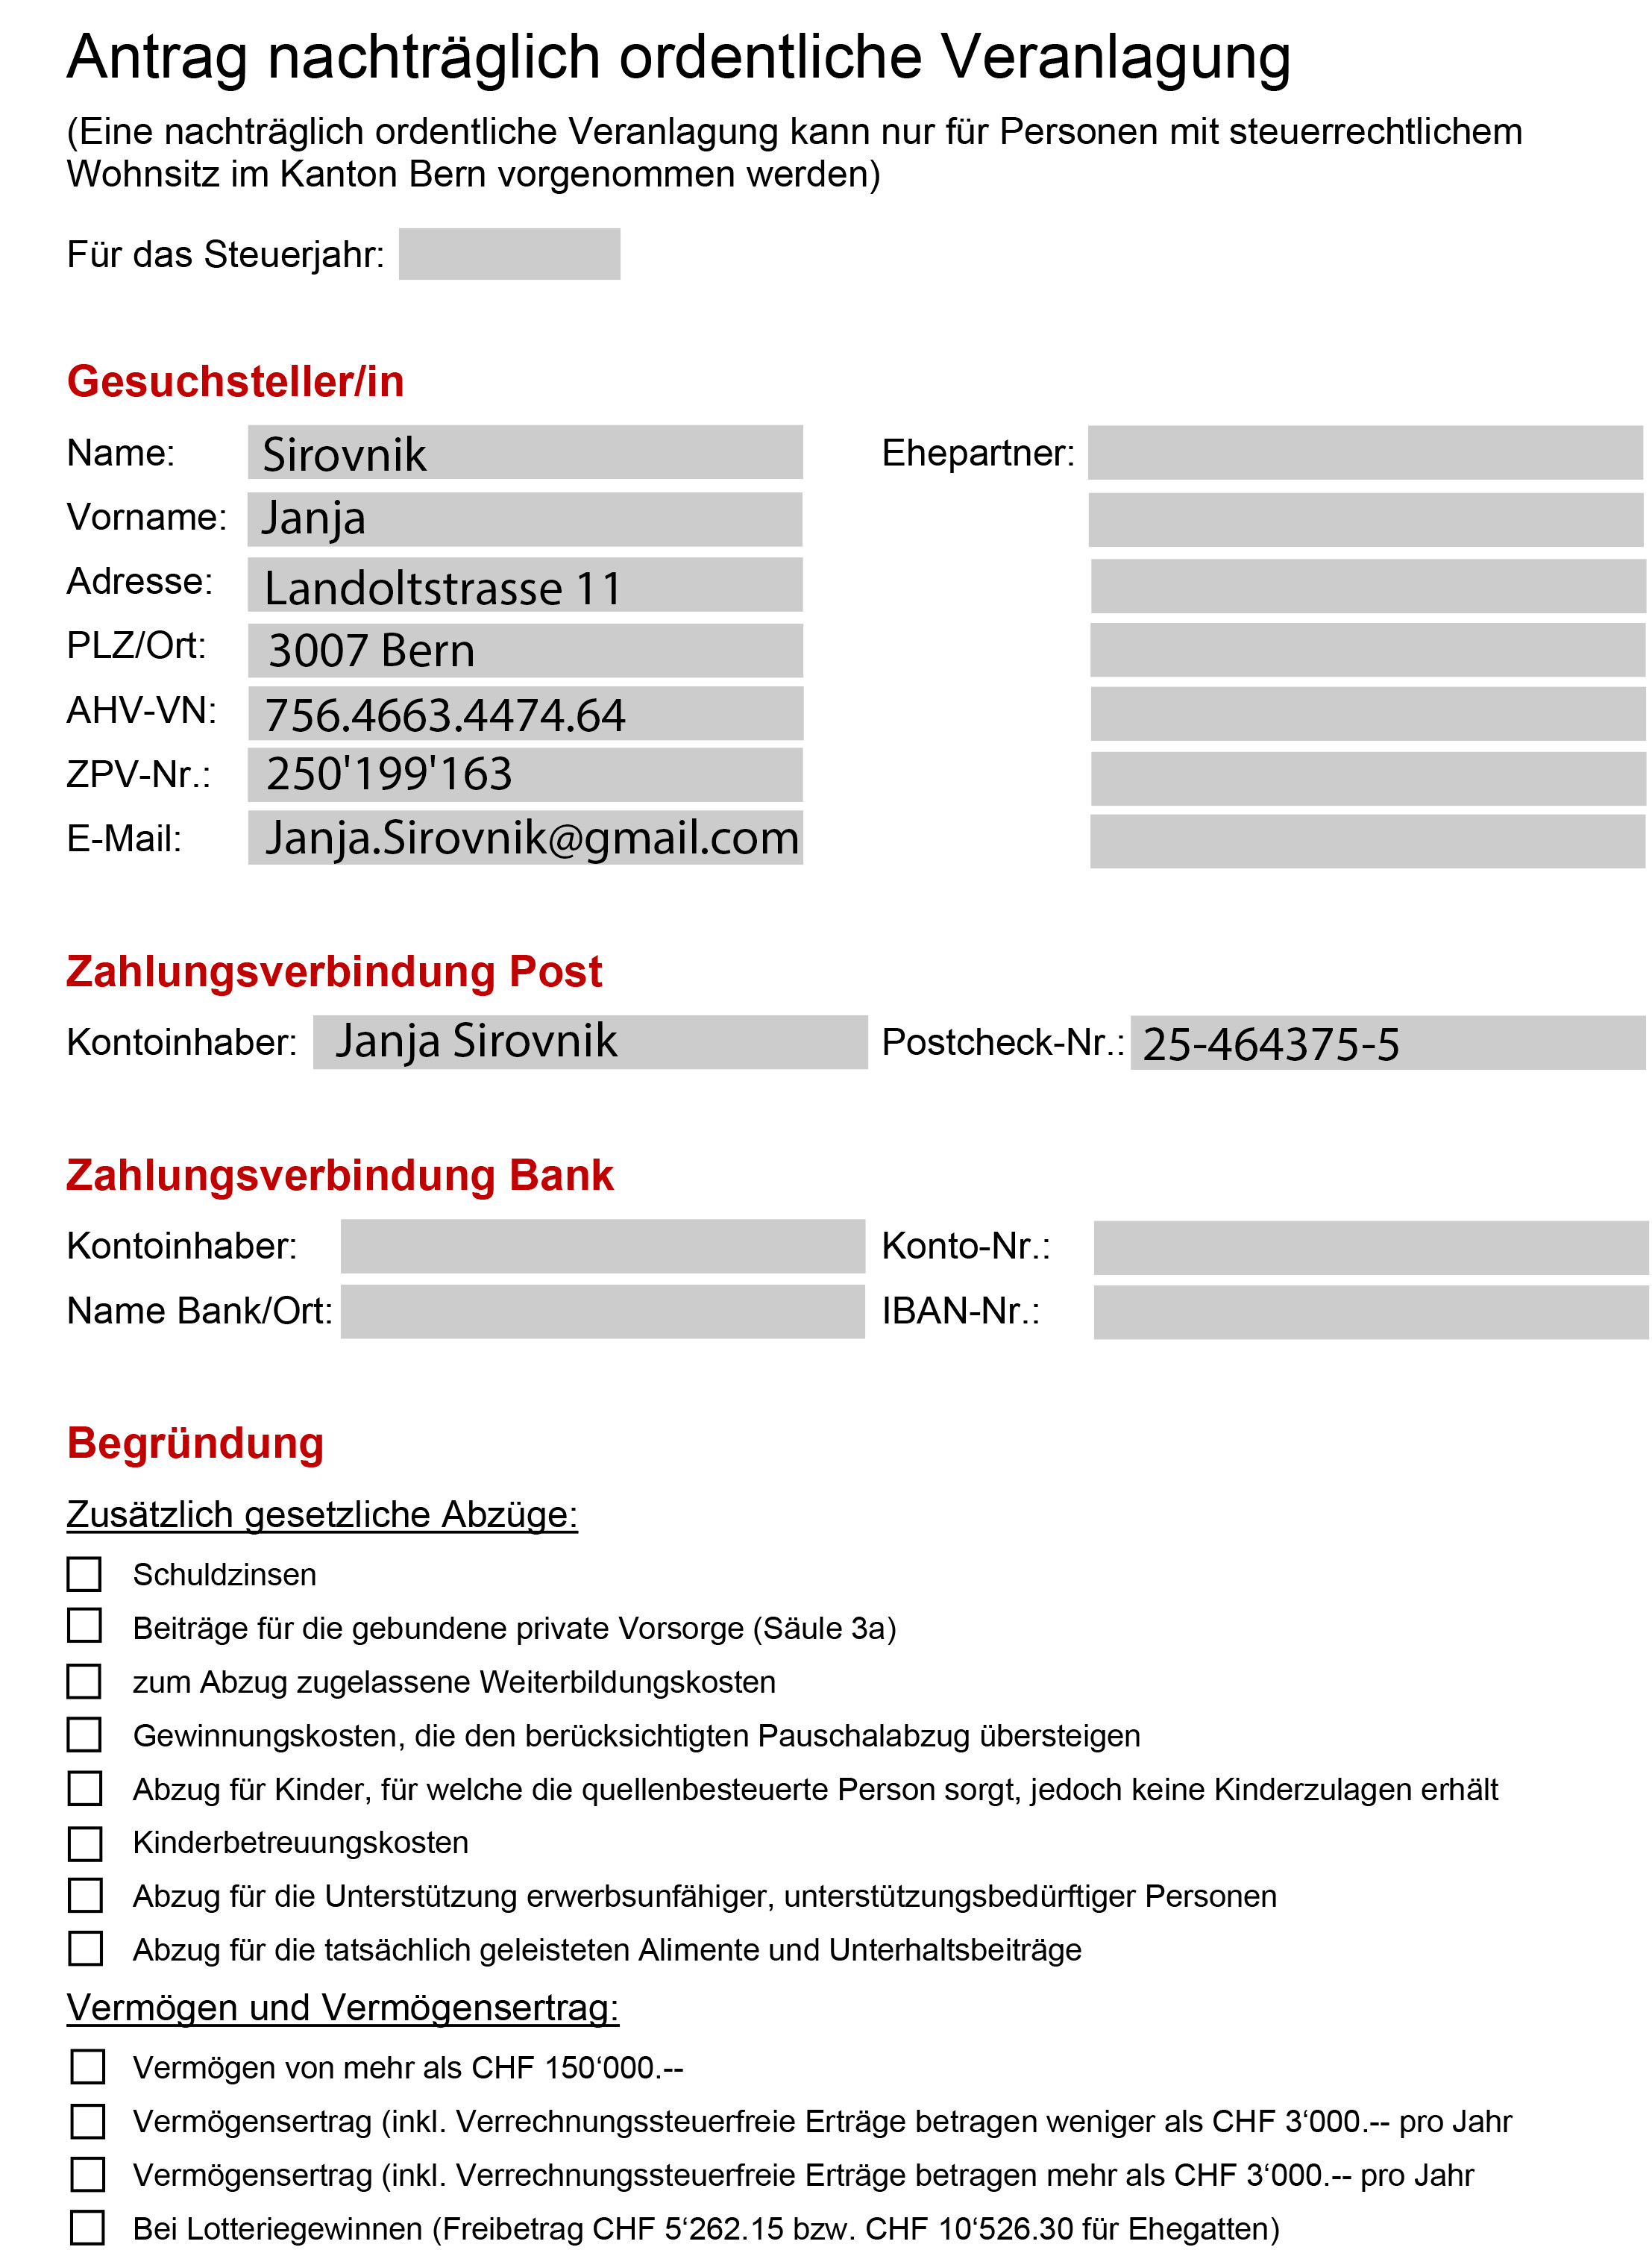 Antrag nachträglich ordentliche Veranlagung
(Eine nachträglich ordentliche Veranlagung kann nur für Personen mit steuerrechtlichem
Wohnsitz im Kanton Bern vorgenommen werden)
Für das Steuerjahr:
Gesuchsteller/in
Name: Sirovnik Ehepartner:
Vorname: Janja
Adresse: Landoltstrasse 11
PLZ/Ort: 3007 Bern
AHV-VN: 756.4663.4474.64
ZPV-Nr.: 250'199'163
E-Mail: Janja.Sirovnik@gmail.com
Zahlungsverbindung Post
Kontoinhaber: Janja Sirovnik Postcheck-Nr.: 25-464375-5
Zahlungsverbindung Bank
Kontoinhaber: Konto-Nr.:
Name Bank/Ort: IBAN-Nr.:
Begründung
Zusätzlich gesetzliche Abzüge:
Schuldzinsen
Beiträge für die gebundene private Vorsorge (Säule 3a)
zum Abzug zugelassene Weiterbildungskosten
Gewinnungskosten, die den berücksichtigten Pauschalabzug übersteigen
Abzug für Kinder, für welche die quellenbesteuerte Person sorgt, jedoch keine Kinderzulagen erhält
Kinderbetreuungskosten
Abzug für die Unterstützung erwerbsunfähiger, unterstützungsbedürftiger Personen
Abzug für die tatsächlich geleisteten Alimente und Unterhaltsbeiträge
Vermögen und Vermögensertrag:
Vermögen von mehr als CHF 150‘000.--
Vermögensertrag (inkl. Verrechnungssteuerfreie Erträge betragen weniger als CHF 3‘000.-- pro Jahr
Vermögensertrag (inkl. Verrechnungssteuerfreie Erträge betragen mehr als CHF 3‘000.-- pro Jahr
Bei Lotteriegewinnen (Freibetrag CHF 5‘262.15 bzw. CHF 10‘526.30 für Ehegatten)